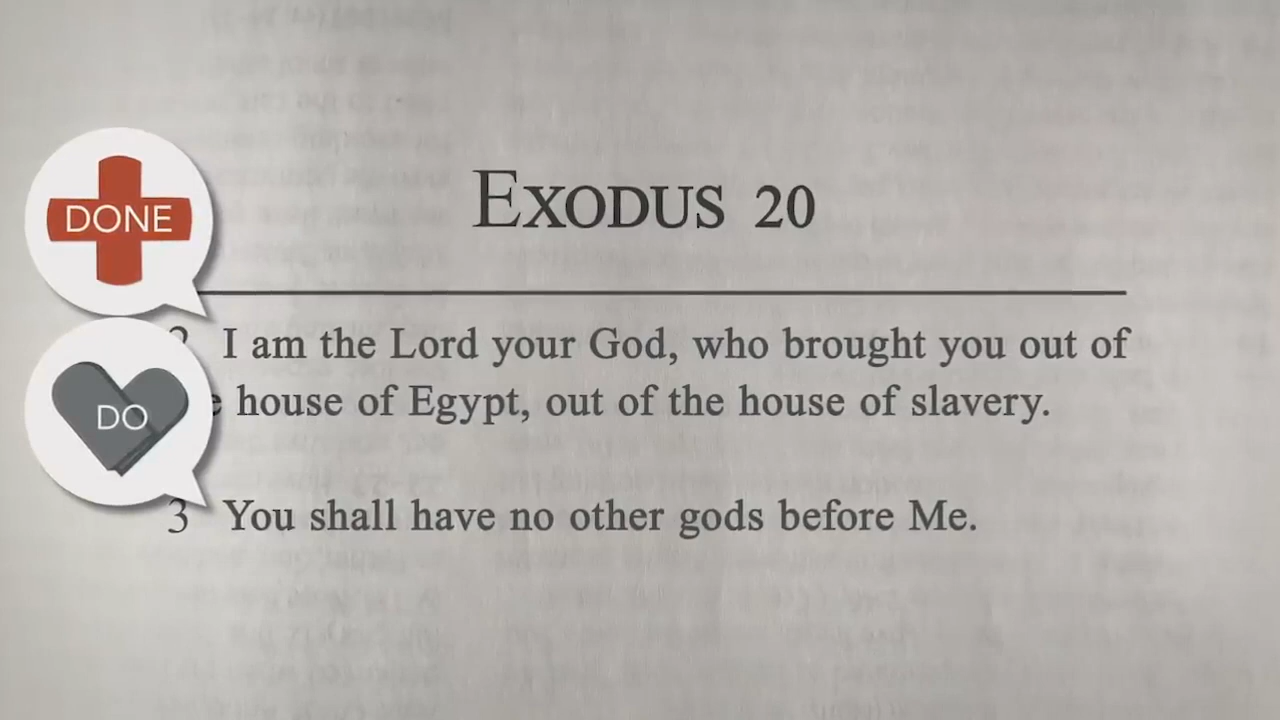 DONE
EXODUS 20
2 I am the Lord your God, who brought you out of
house of Egypt, out of the house of slavery.
DO
3 You shall have no other gods before Me.